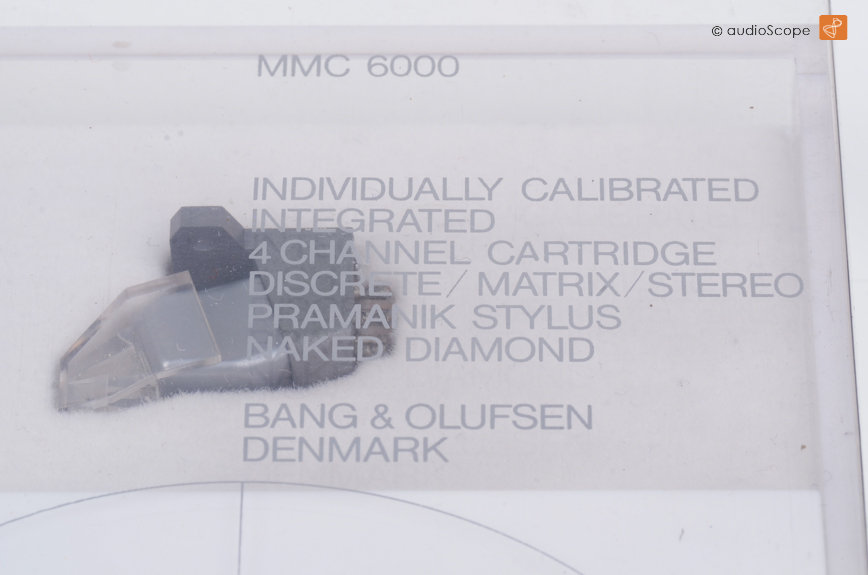 © audioScope
MMC 6000
INDIVIDUALLY CALIBRATED
INTEGRATED
4 CHANNEL CARTRIDGE
DISCRETE/MATRIX/STEREO
PRAMANIK STYLUS
NAKED DIAMOND
BANG & OLUFSEN
DENMARK